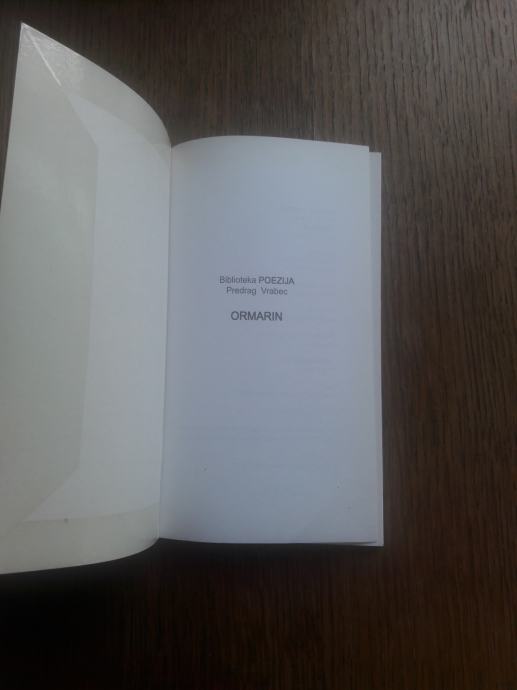 Biblioteka POEZIJA
Predrag Vrabec
ORMARIN